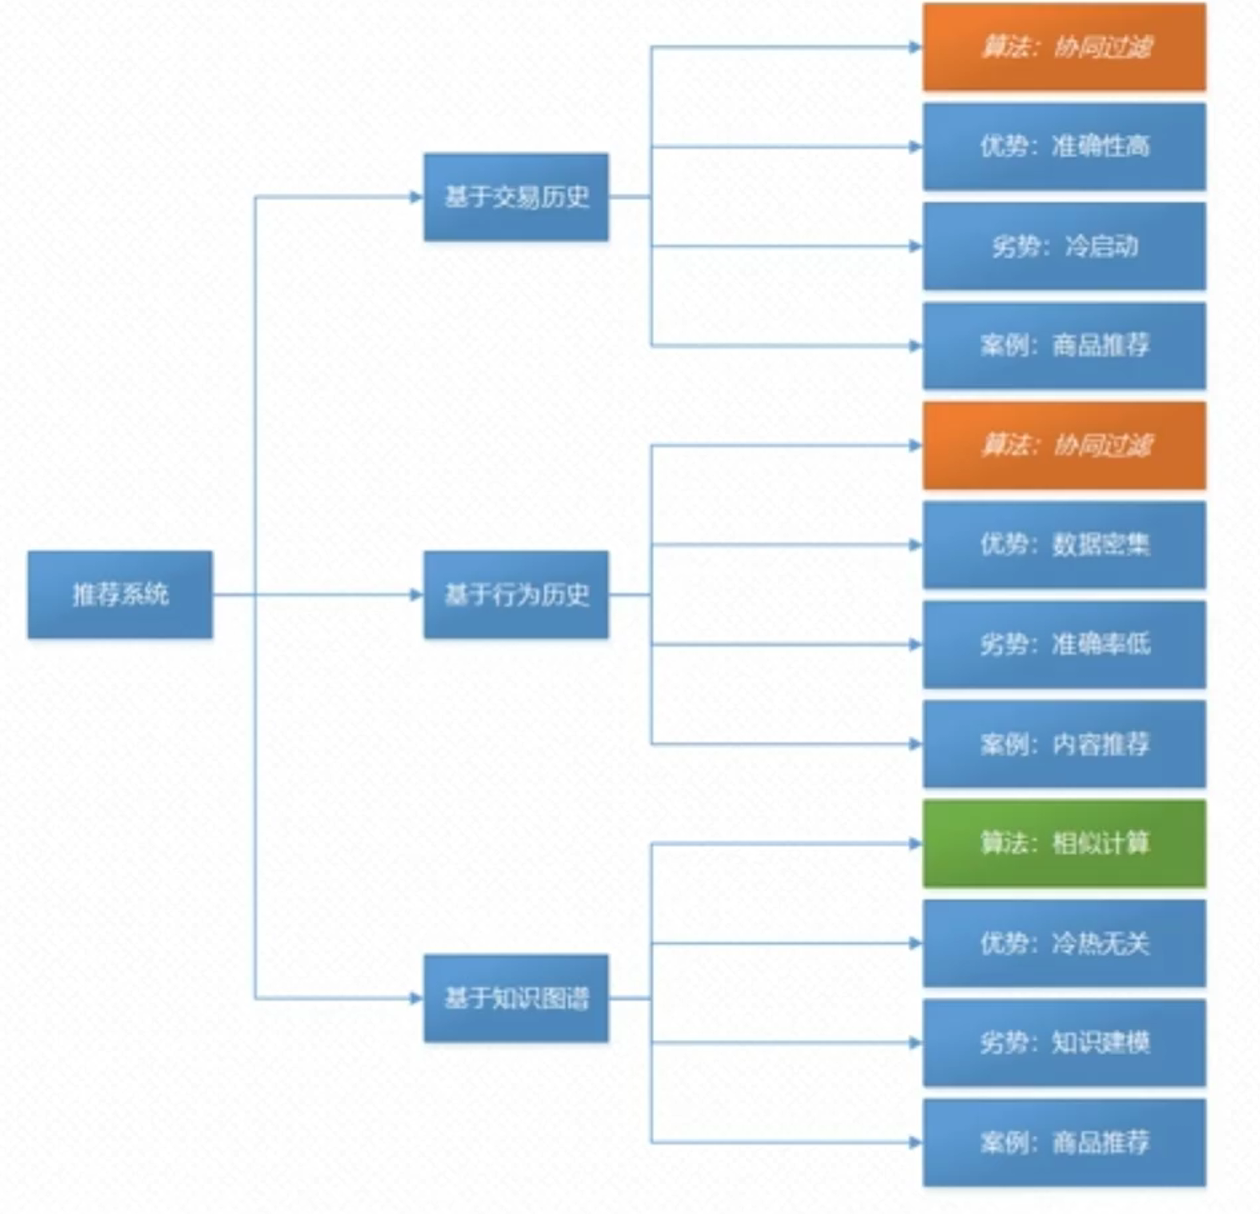 推荐系统
基于交易历史
算法：协同过滤
优势：准确性高
劣势：冷启动
案例：商品推荐
基于行为历史
算法：协同过滤
优势：数据密集
劣势：准确率低
案例：内容推荐
基于知识图谱
算法：相似计算
优势：冷热无关
劣势：知识建模
案例：商品推荐